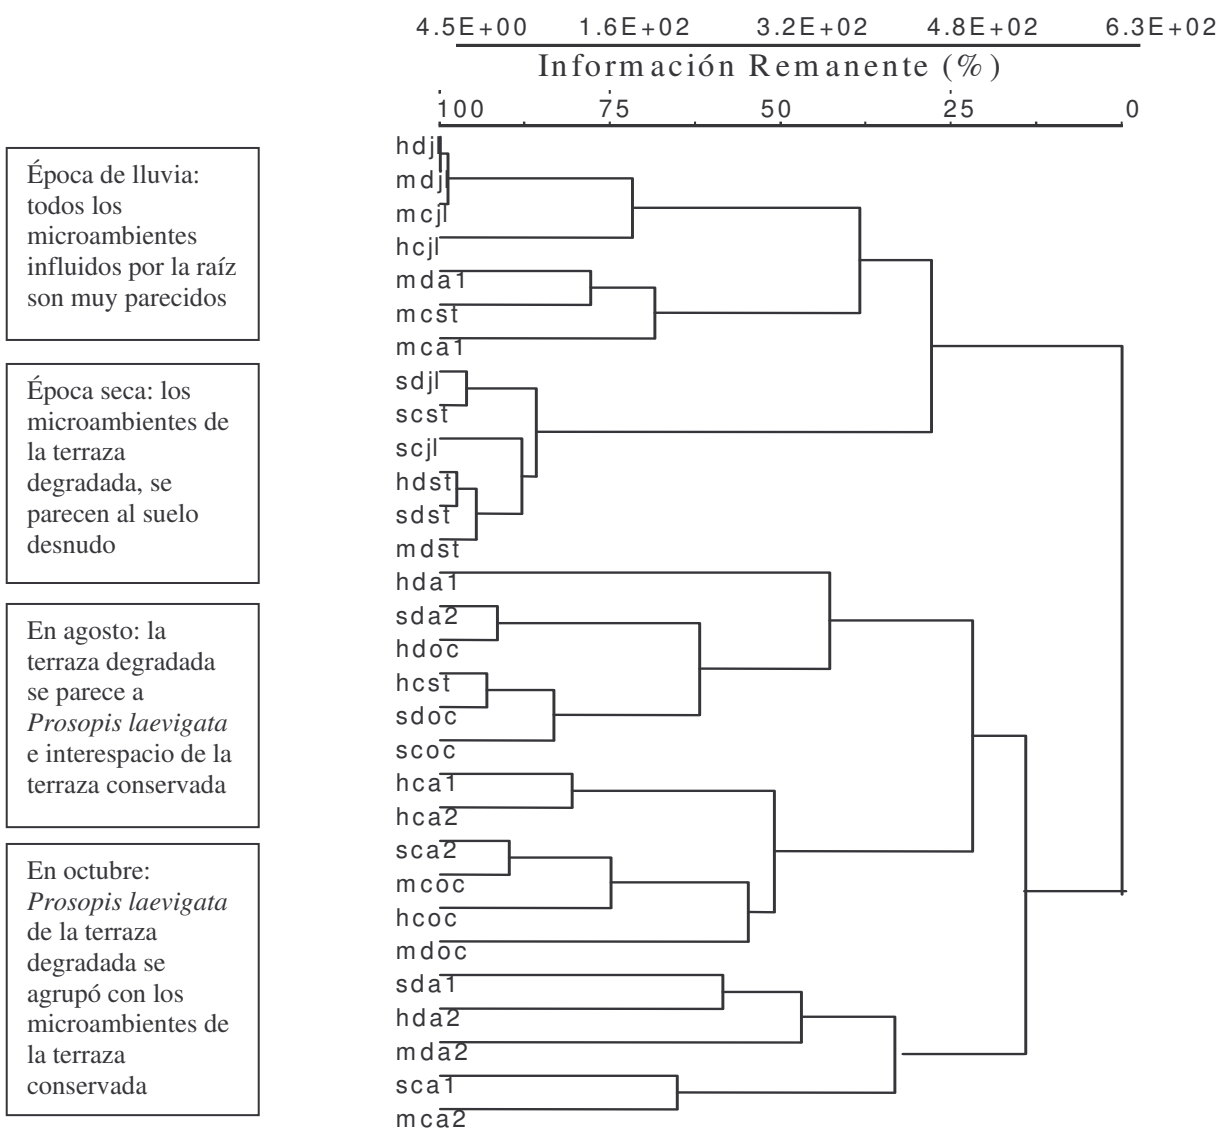 4.5E+00 1.6E+02 3.2E+02 4.8E+02 6.3E+02
Información Remanente (%)
100 75 50 25 0
Época de lluvia:
todos los
microambientes
influidos por la raíz
son muy parecidos
Época seca: los
microambientes de
la terraza
degradada, se
parecen al suelo
desnudo
En agosto: la
terraza degradada
se parece a
Prosopis laevigata
e interespacio de la
terraza conservada
En octubre:
Prosopis laevigata
de la terraza
degradada se
agrupó con los
microambientes de
la terraza
conservada
hdjl
mdjl
mcjl
hcjl
mda1
mcst
mca1
sdjl
scst
scjl
hdst
sdst
mdst
hda1
sda2
hdoc
hcst
sdoc
scoc
hca1
hca2
sca2
mcoc
hcoc
mdoc
sda1
hda2
mda2
sca1
mca2